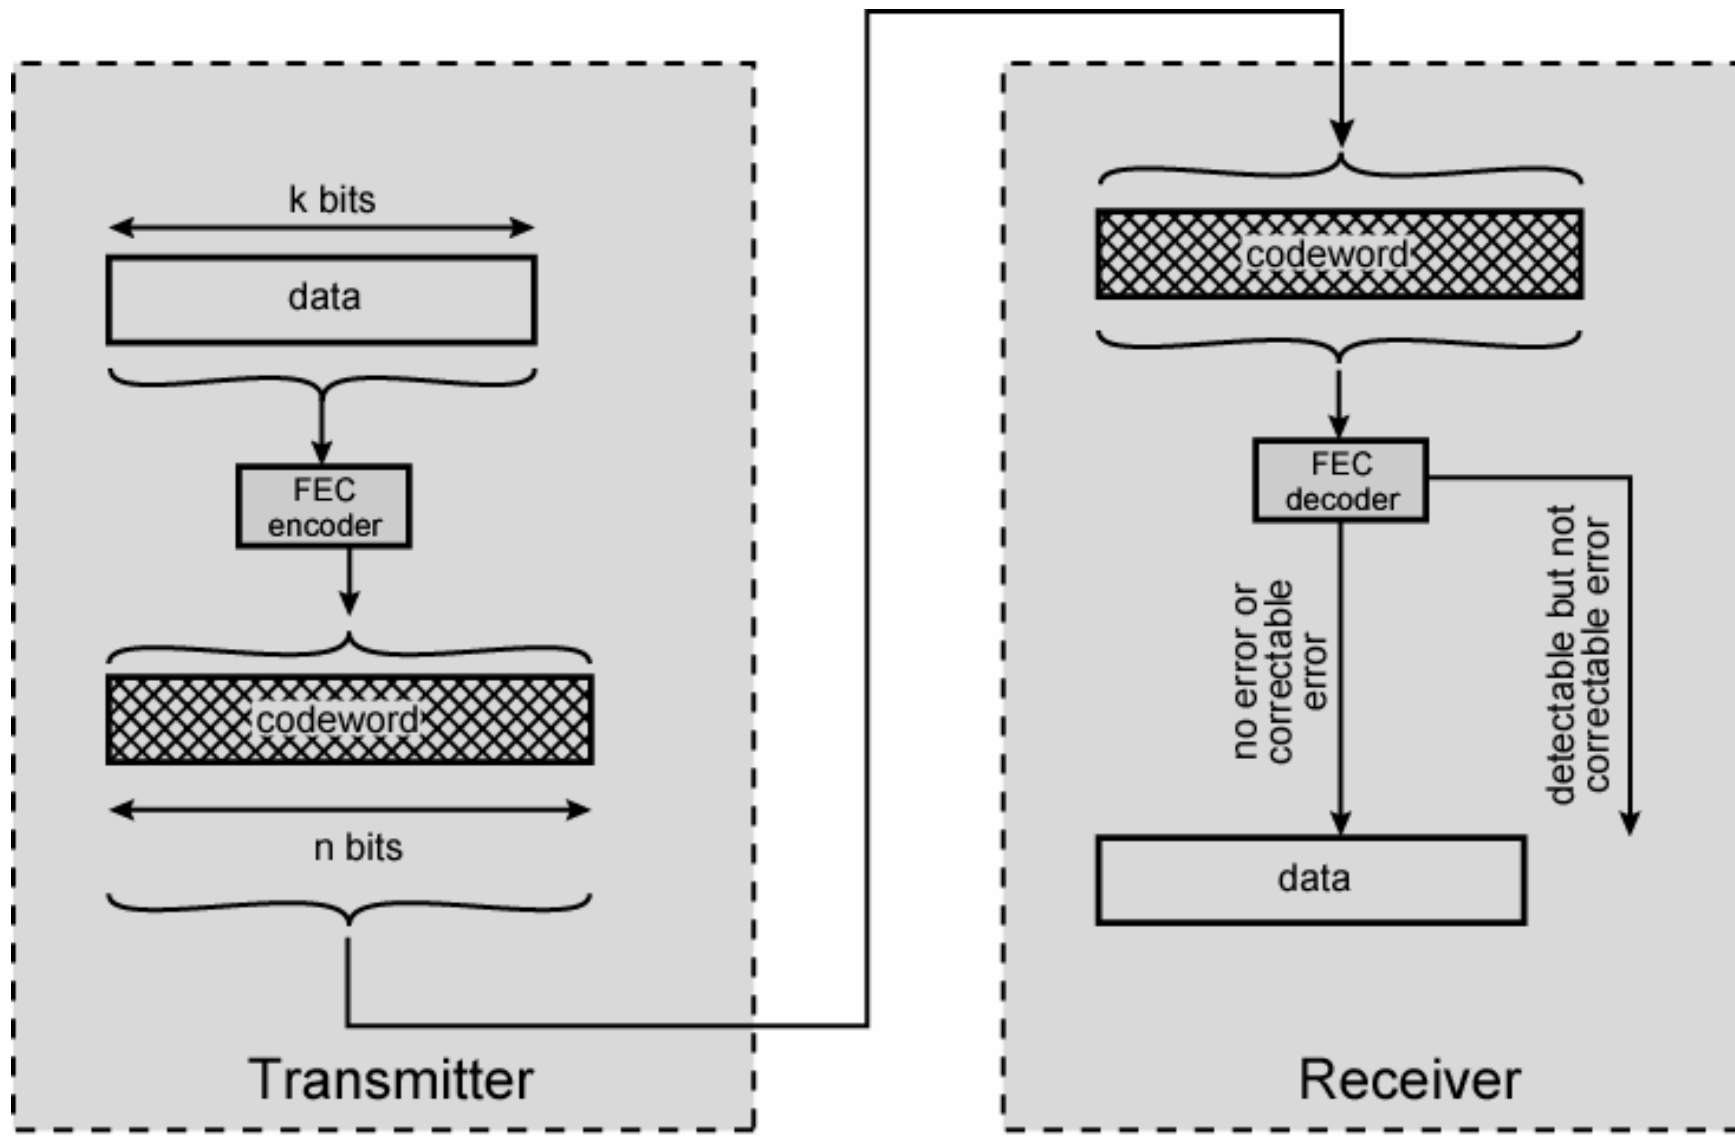 k bits
data
FEC
encoder
codeword
n bits
Transmitter
codeword
FEC
decoder
no error or
correctable
error
detectable but not
correctable error
data
Receiver